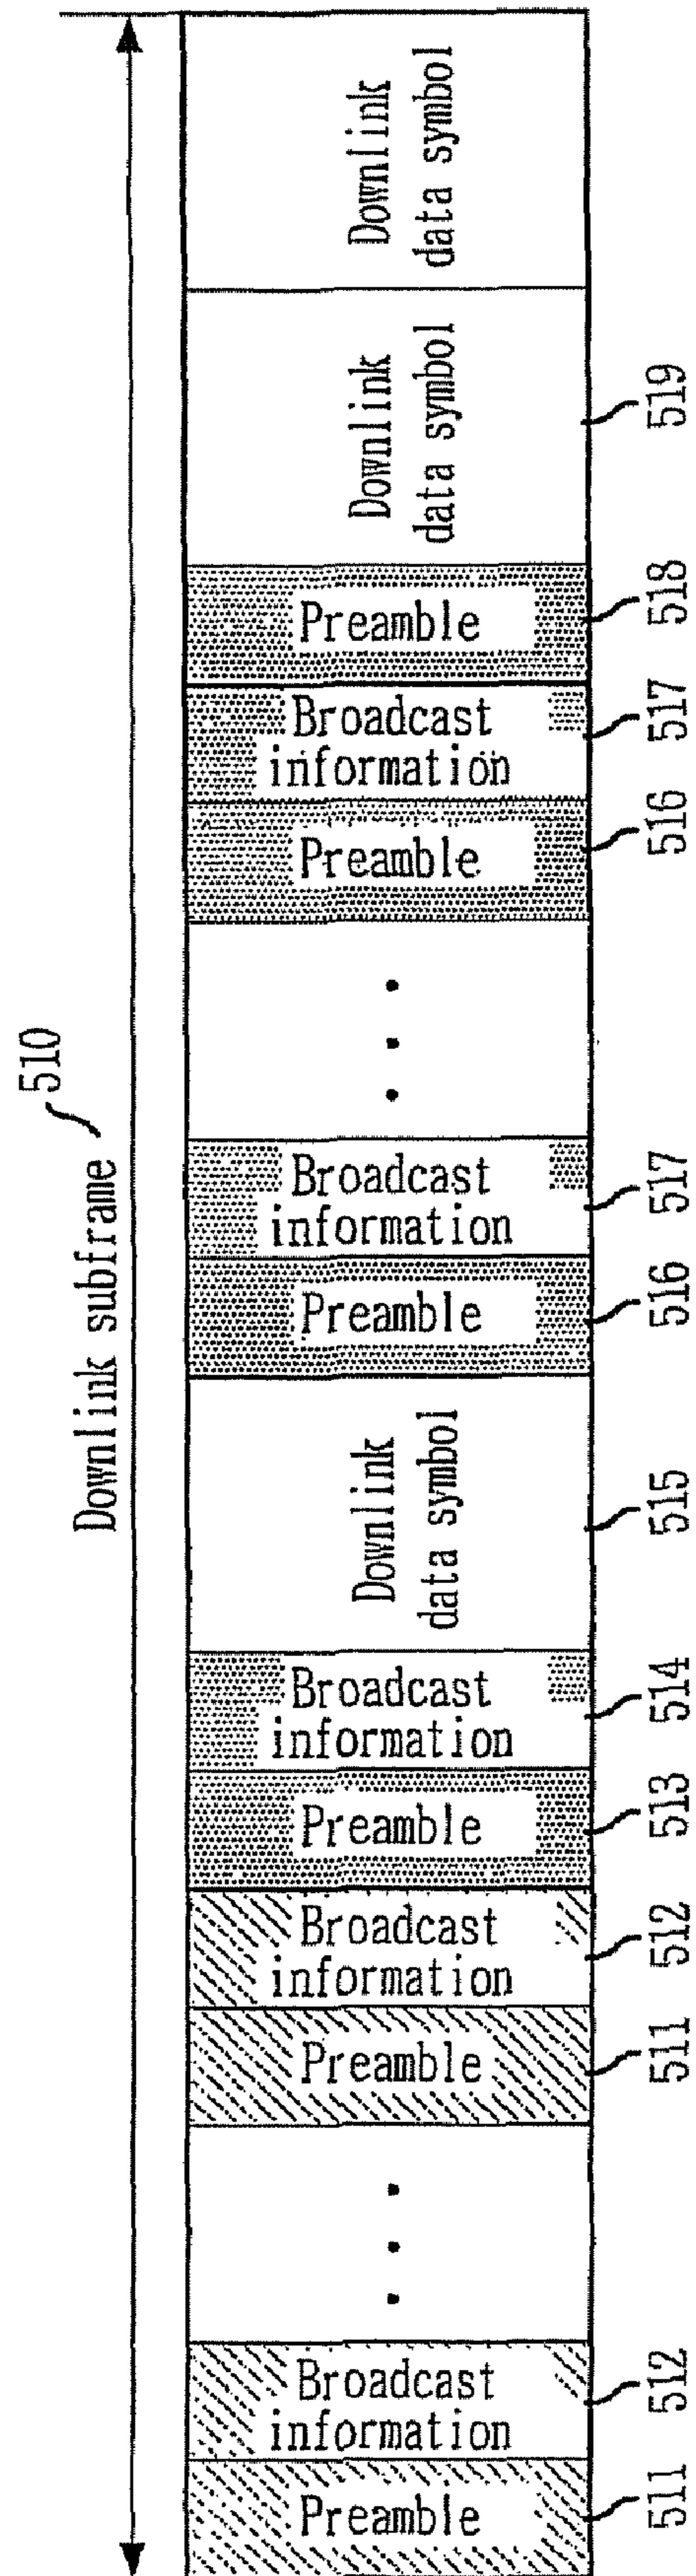 Downlink subframe
510
Preamble
Broadcast
information
. . .
Preamble
Broadcast
information
Preamble
Broadcast
information
Downlink
data symbol
Preamble
Broadcast
information
. . .
Preamble
Broadcast
information
Preamble
Downlink
data symbol
Downlink
data symbol
511
512
511
512
513
514
515
516
517
516
517
518
519